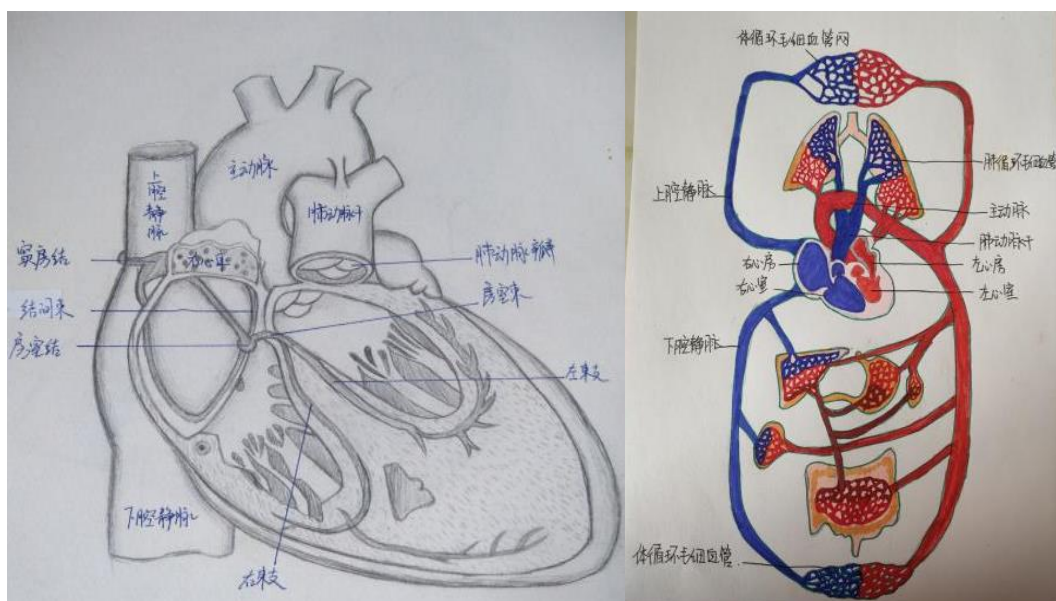 主动脉
上腔静脉
肺动脉干
窦房结
肺动脉瓣
结间束
房室束
房室结
左束支
下腔静脉
右束支
体循环毛细血管网
肺循环毛细血管
上腔静脉
主动脉
肺动脉干
右心房
左心房
右心室
左心室
下腔静脉
体循环毛细血管